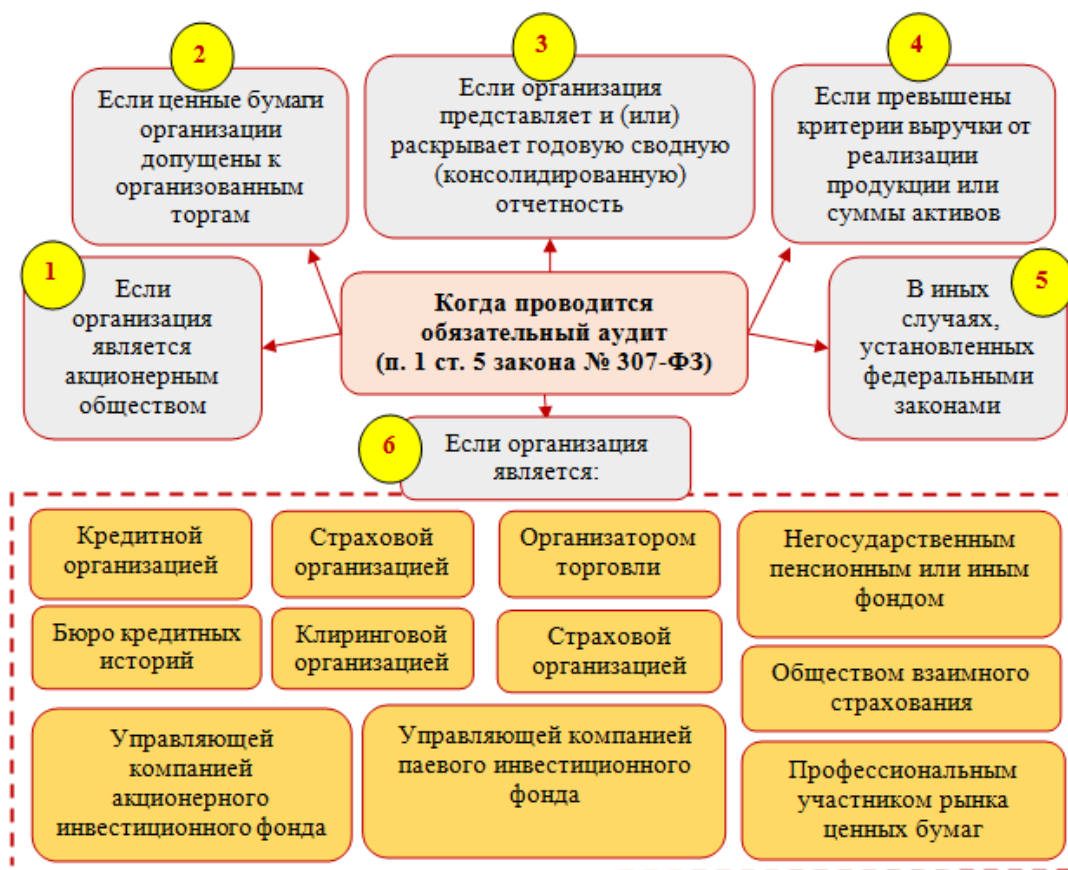 2
Если ценные бумаги
организации
допущены к
организованным
торгам
3
Если организация
представляет и (или)
раскрывает годовую сводную
(консолидированную)
отчетность
4
Если превышены
критерии выручки от
реализации
продукции или
суммы активов
1
Если
организация
является
акционерным
обществом
Когда проводится
обязательный аудит
(п. 1 ст. 5 закона № 307-ФЗ)
5
В иных
случаях,
установленных
федеральными
законами
6
Если организация
является:
Кредитной
организацией
Страховой
организацией
Организатором
торговли
Негосударственным
пенсионным или иным
фондом
Бюро кредитных
историй
Клиринговой
организацией
Страховой
организацией
Обществом взаимного
страхования
Управляющей
компанией
акционерного
инвестиционного фонда
Управляющей компанией
паевого инвестиционного
фонда
Профессиональным
участником рынка
ценных бумаг